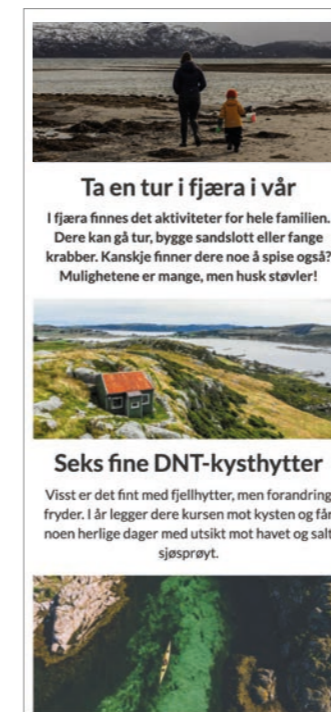 Ta en tur i fjæra i vår
I fjæra finnes det aktiviteter for hele familien.
Dere kan gå tur, bygge sandslott eller fange
krabber. Kanskje finner dere noe å spise også?
Mulighetene er mange, men husk støvler!
Seks fine DNT-kysthytter
Visst er det fint med fjellhytter, men forandring
fryder. I år legger dere kursen mot kysten og får
noen herlige dager med utsikt mot havet og salt
sjøsprøyt.